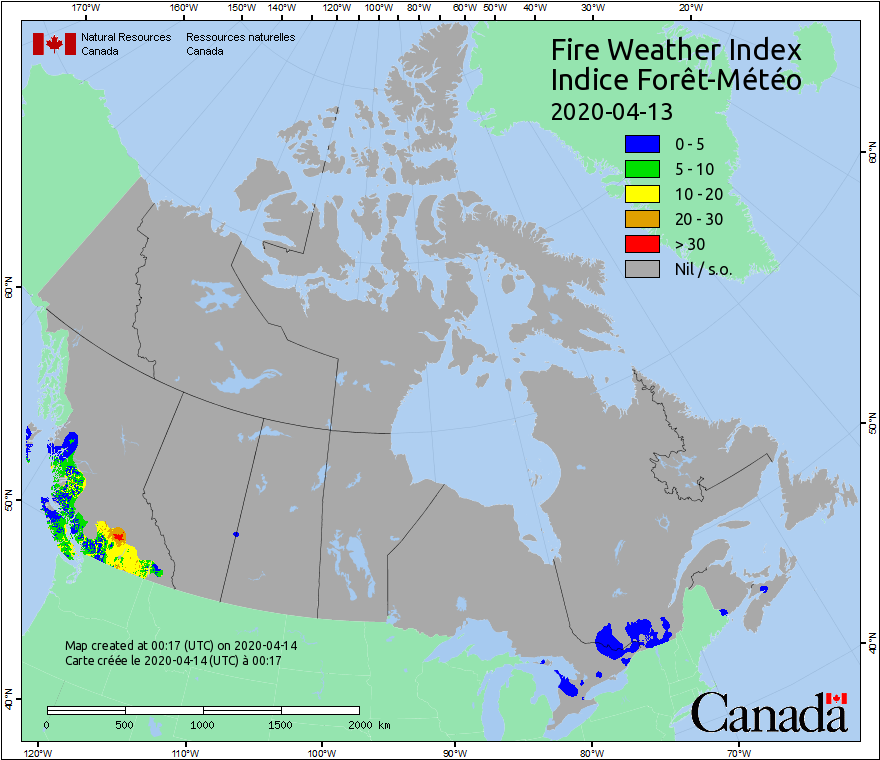 170°W 160°W 150°W 140°W 130°W 120°W 110°W 100°W 90°W 80°W 60°W 50°W 40°W 30°W 20°W
Natural Resources Canada
Ressources naturelles Canada
Fire Weather Index
Indice Forêt-Météo
2020-04-13
0 - 5
5 - 10
10 - 20
20 - 30
> 30
Nil / s.o.
60°N
50°N
40°N
60°N
50°N
40°N
Map created at 00:17 (UTC) on 2020-04-14
Carte créée le 2020-04-14 (UTC) à 00:17
0 500 1000 1500 2000 km
Canada
120°W 110°W 100°W 90°W 80°W 70°W